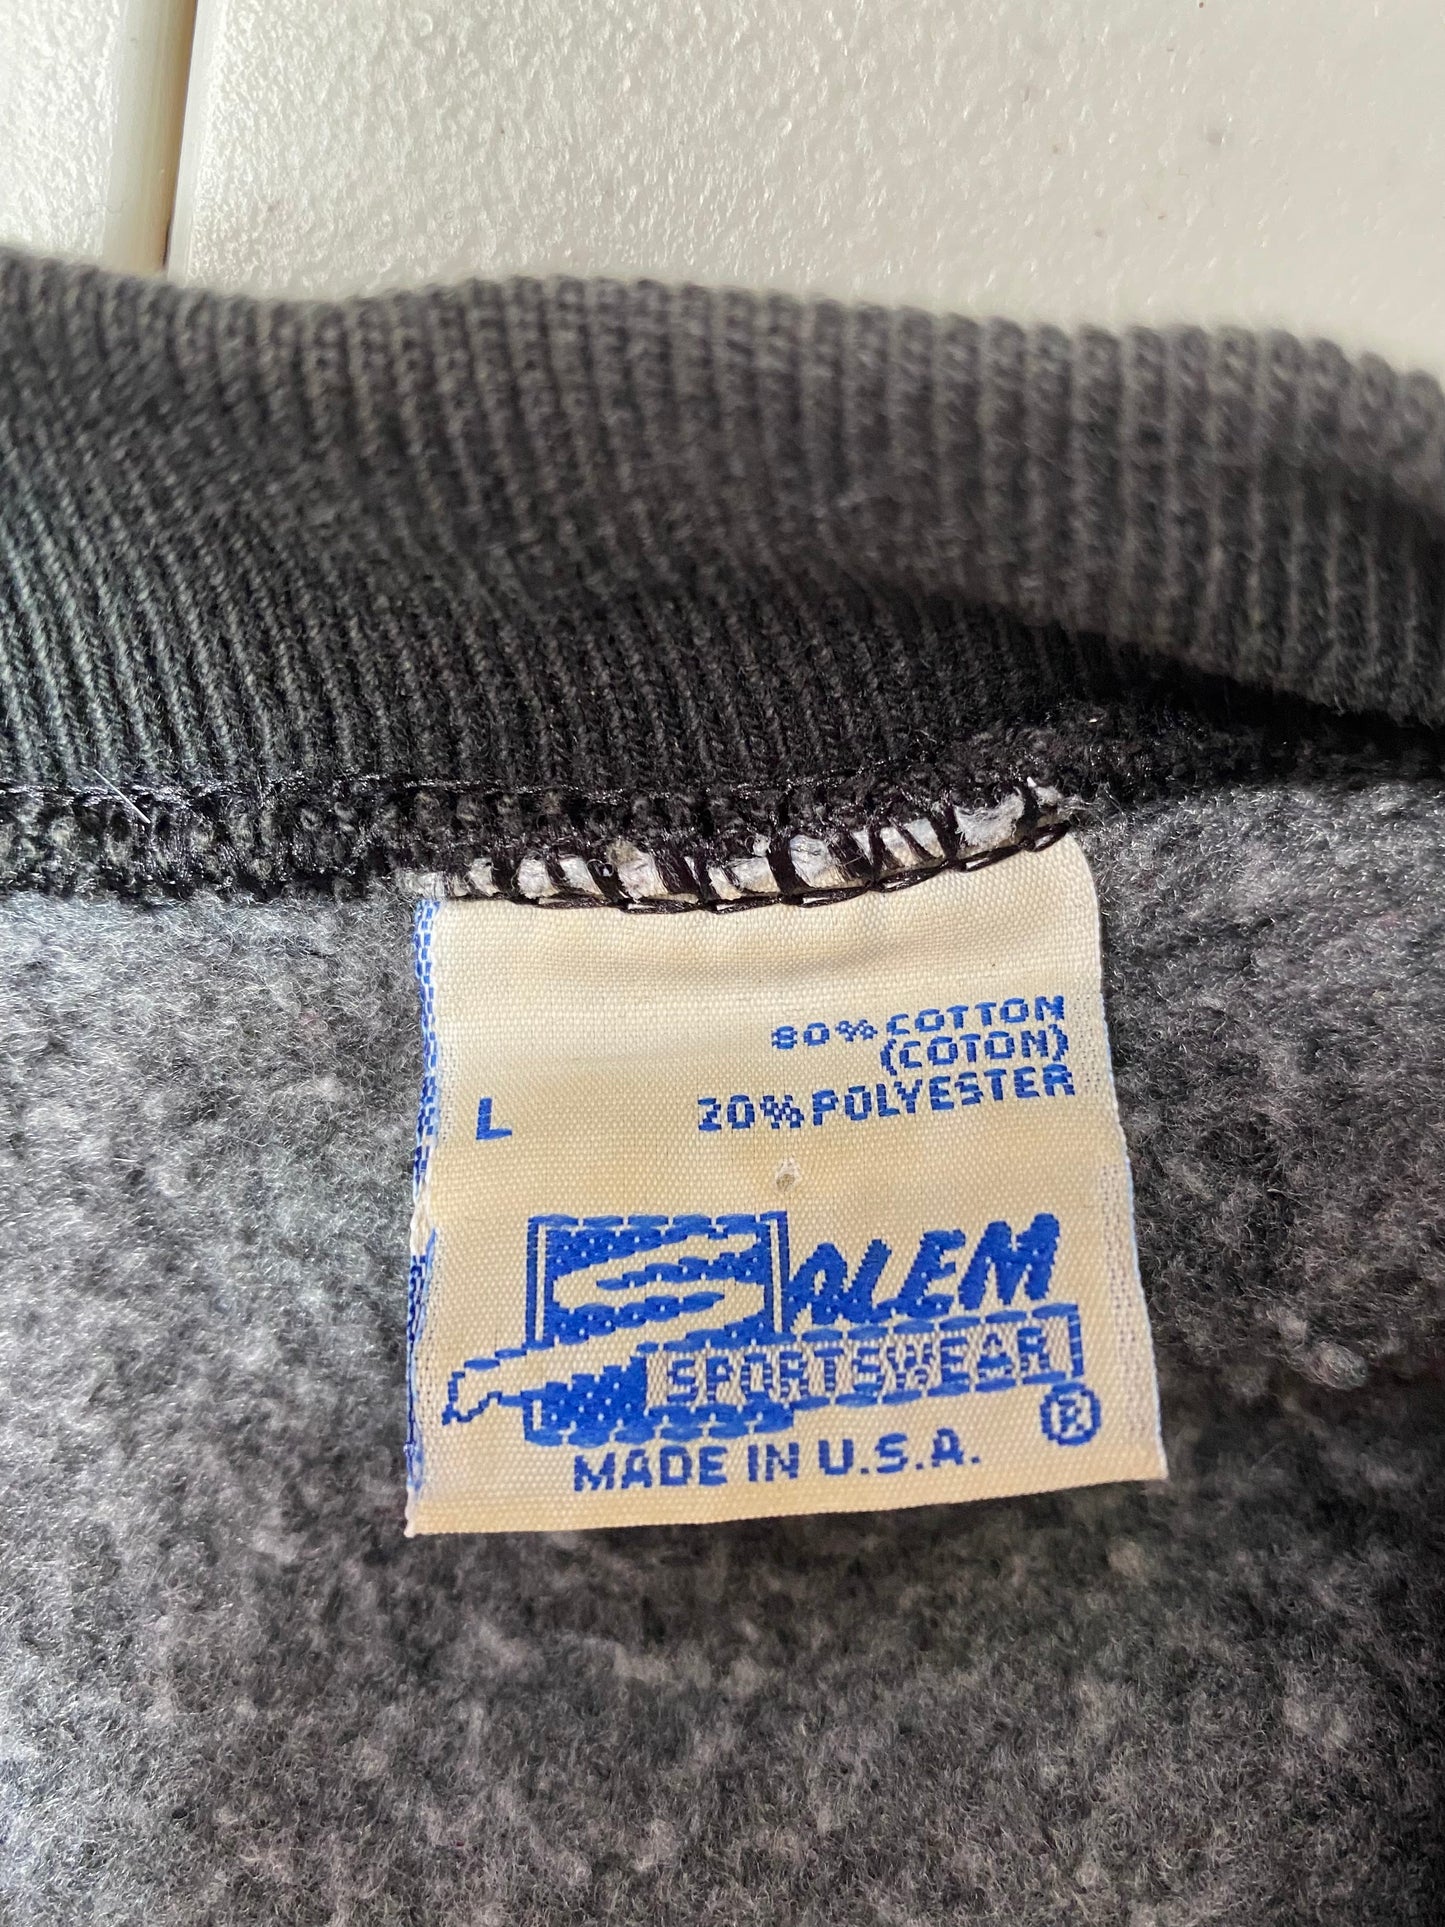 80% COTTON
(COTON)
L 20% POLYESTER
SALEM
SPORTSWEAR
®
MADE IN U.S.A.